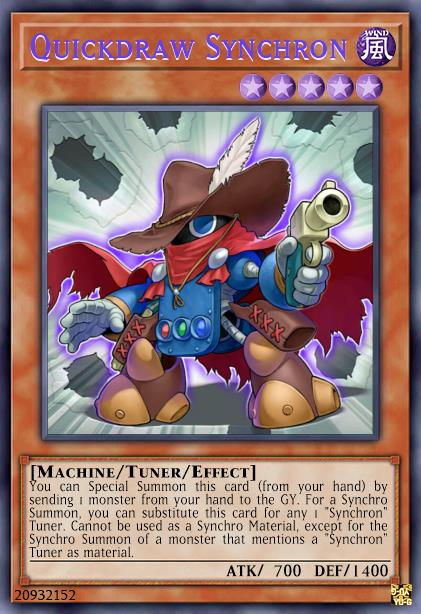 Quickdraw Synchron
WIND
風
[Machine/Tuner/Effect]
You can Special Summon this card (from your hand) by
sending 1 monster from your hand to the GY. For a Synchro
Summon, you can substitute this card for any 1 "Synchron"
Tuner. Cannot be used as a Synchro Material, except for the
Synchro Summon of a monster that mentions a "Synchron"
Tuner as material.
ATK/ 700 DEF/1400
20932152